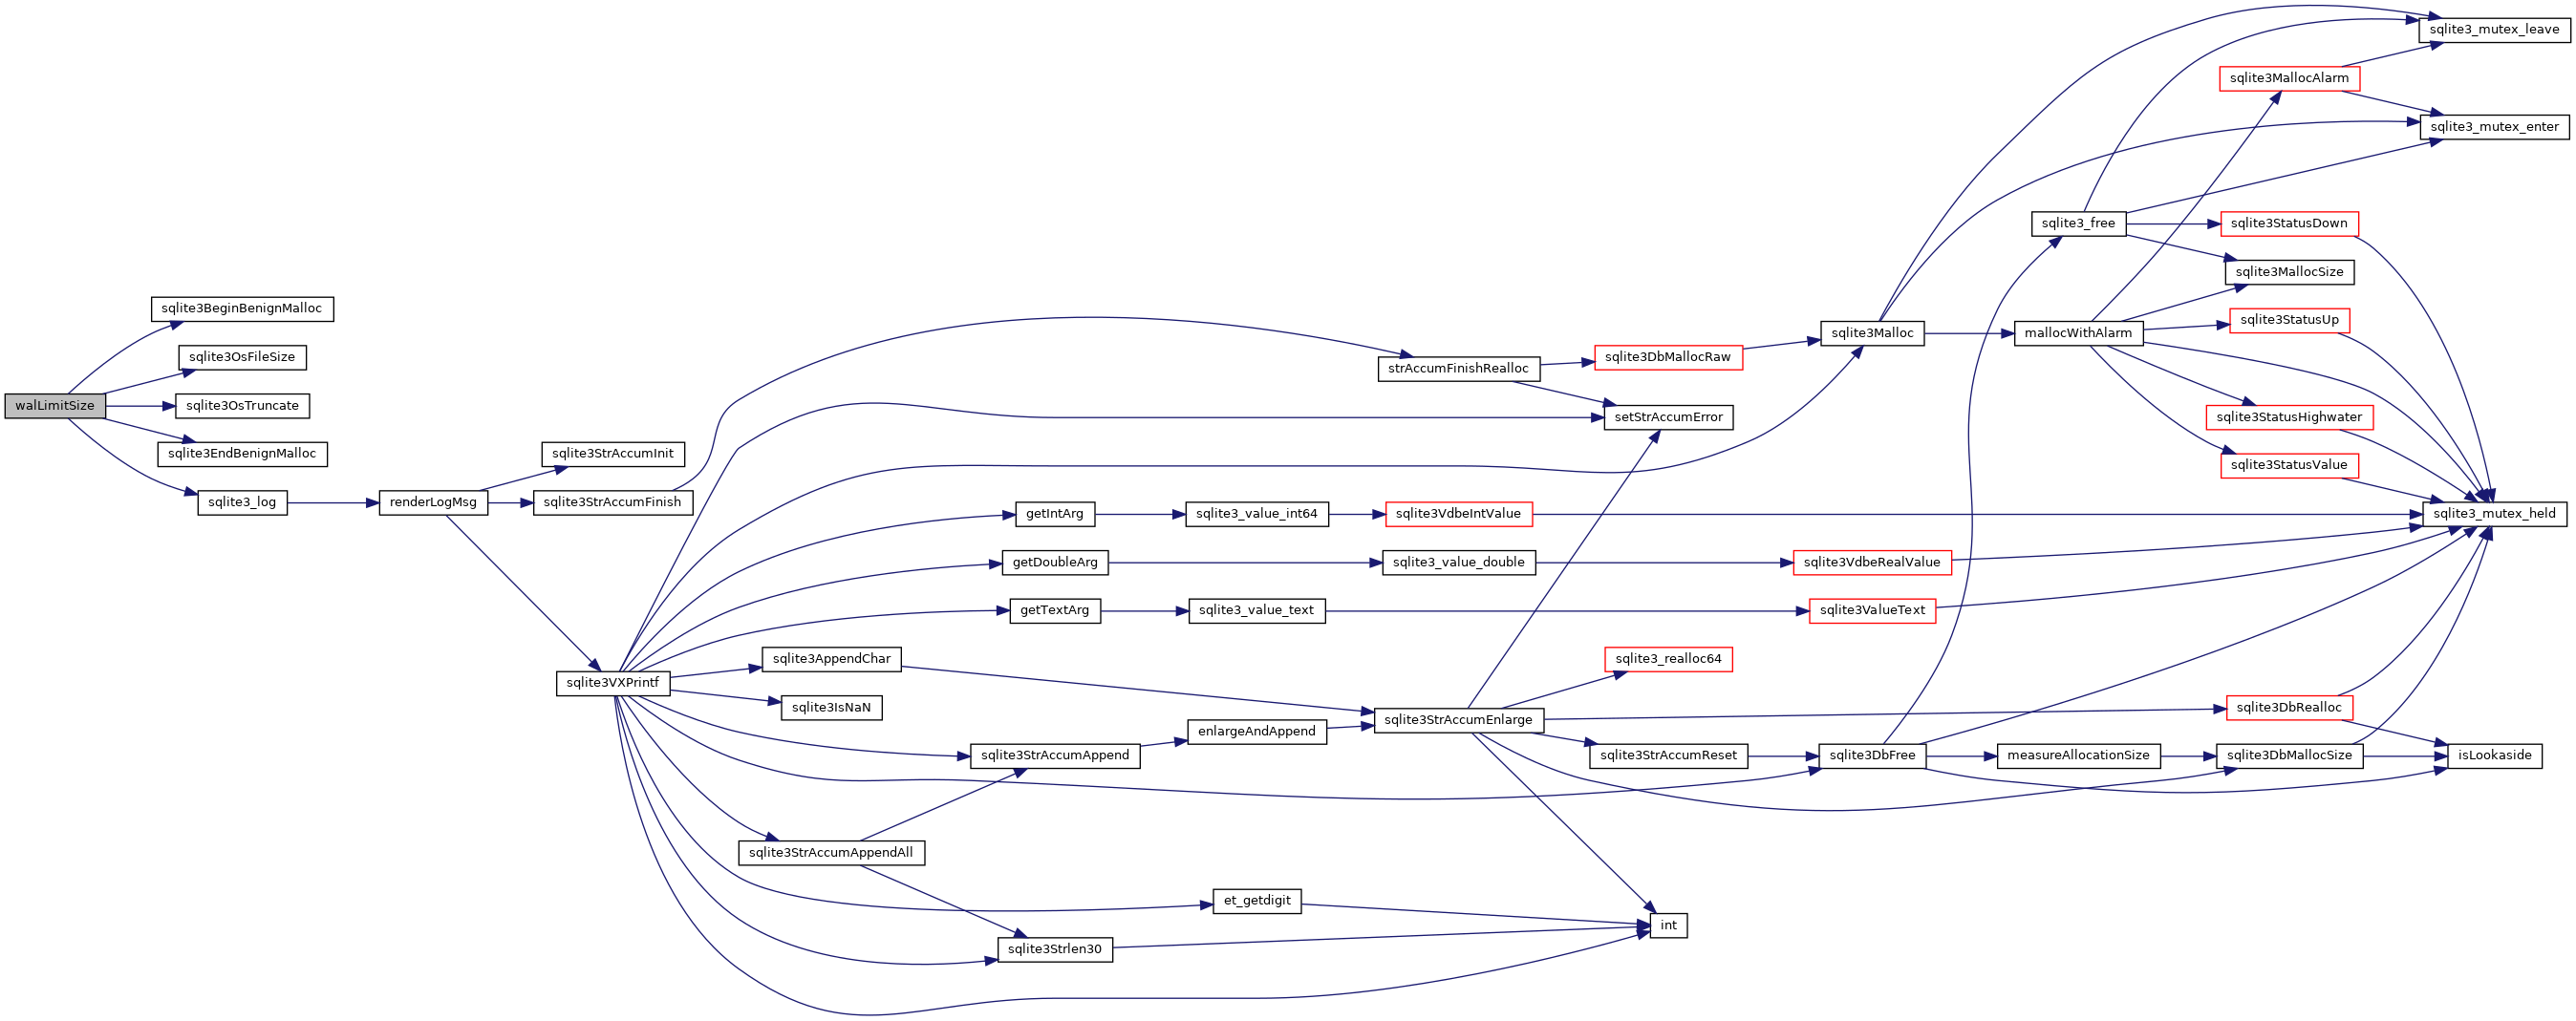 walLimitSize
sqlite3BeginBenignMalloc
sqlite3OsFileSize
sqlite3OsTruncate
sqlite3EndBenignMalloc
sqlite3_log
renderLogMsg
sqlite3StrAccumInit
sqlite3StrAccumFinish
sqlite3VXPrintf
sqlite3AppendChar
sqlite3IsNaN
sqlite3StrAccumAppendAll
getIntArg
getDoubleArg
getTextArg
sqlite3StrAccumAppend
sqlite3Strlen30
sqlite3_value_int64
sqlite3_value_text
enlargeAndAppend
et_getdigit
strAccumFinishRealloc
sqlite3VdbeIntValue
sqlite3_value_double
sqlite3StrAccumEnlarge
sqlite3DbMallocRaw
setStrAccumError
sqlite3_realloc64
sqlite3StrAccumReset
int
sqlite3Malloc
sqlite3VdbeRealValue
sqlite3ValueText
sqlite3DbFree
sqlite3_free
mallocWithAlarm
measureAllocationSize
sqlite3MallocAlarm
sqlite3StatusDown
sqlite3MallocSize
sqlite3StatusUp
sqlite3StatusHighwater
sqlite3StatusValue
sqlite3DbRealloc
sqlite3DbMallocSize
sqlite3_mutex_leave
sqlite3_mutex_enter
sqlite3_mutex_held
isLookaside